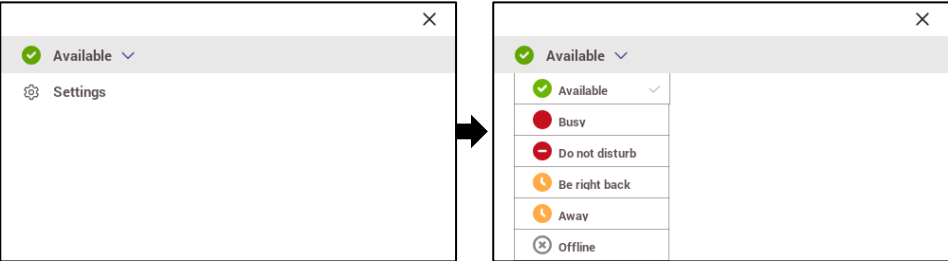 Available
Settings
Available
Available
Busy
Do not disturb
Be right back
Away
Offline